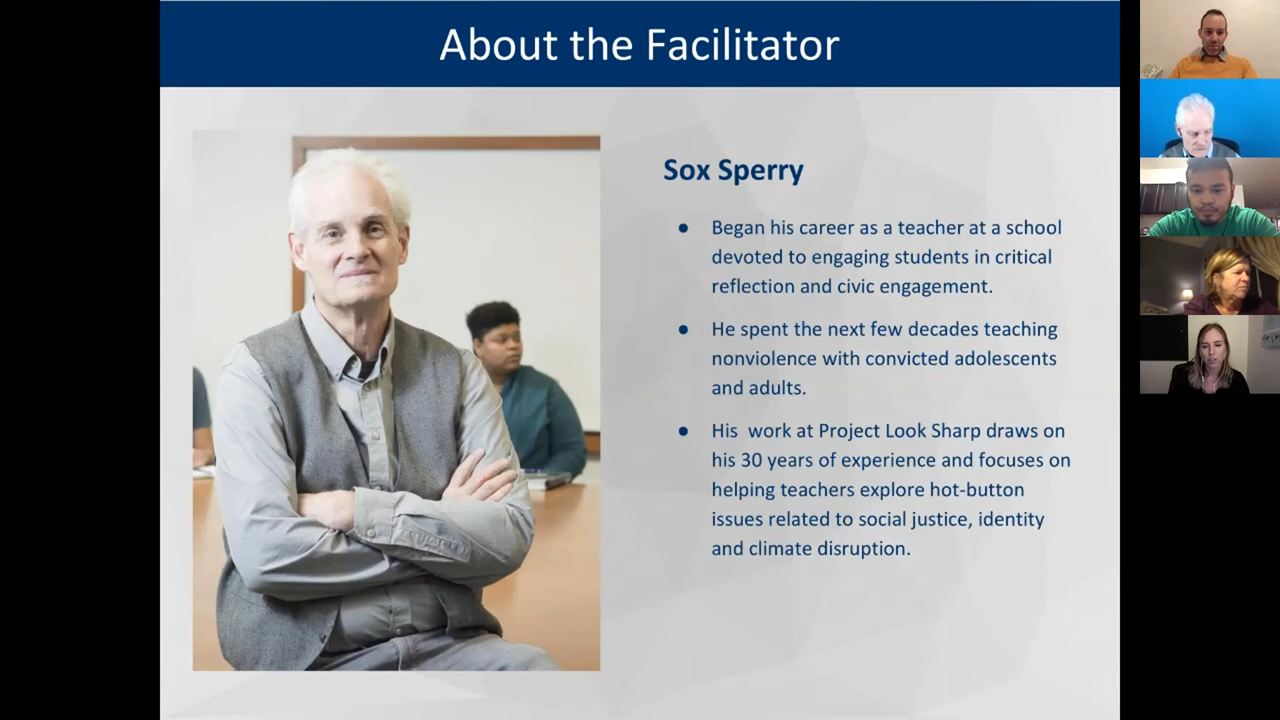 About the Facilitator
Sox Sperry
● Began his career as a teacher at a school
devoted to engaging students in critical
reflection and civic engagement.
● He spent the next few decades teaching
nonviolence with convicted adolescents
and adults.
● His  work at Project Look Sharp draws on
his 30 years of experience and focuses on
helping teachers explore hot-button
issues related to social justice, identity
and climate disruption.